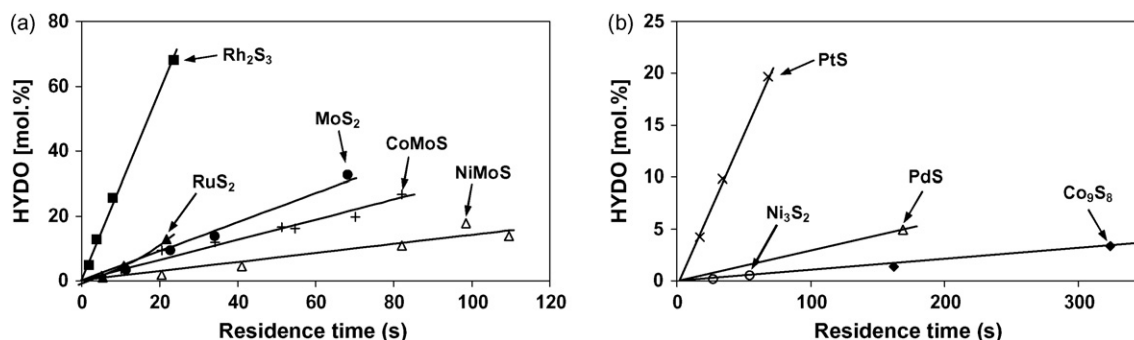 (a)
HYDO [mol.%]
80
60
40
20
0
Rh₂S₃
RuS₂
MoS₂
CoMoS
NiMoS
0 20 40 60 80 100 120
Residence time (s)
(b)
HYDO [mol.%]
25
20
15
10
5
0
PtS
PdS
Ni₃S₂
Co₉S₈
0 100 200 300
Residence time (s)